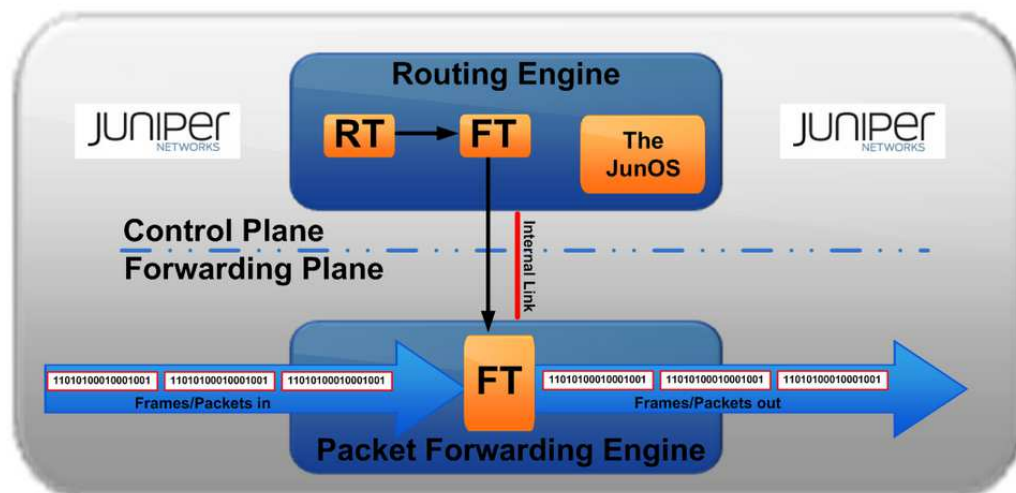 Routing Engine
JUNIPEr
NETWORKS
RT
FT
The
JunOS
JUNIPEr
NETWORKS
Control Plane
Forwarding Plane
Internal Link
11010100010001001 11010100010001001 11010100010001001
Frames/Packets in
FT
11010100010001001 11010100010001001 11010100010001001
Frames/Packets out
Packet Forwarding Engine